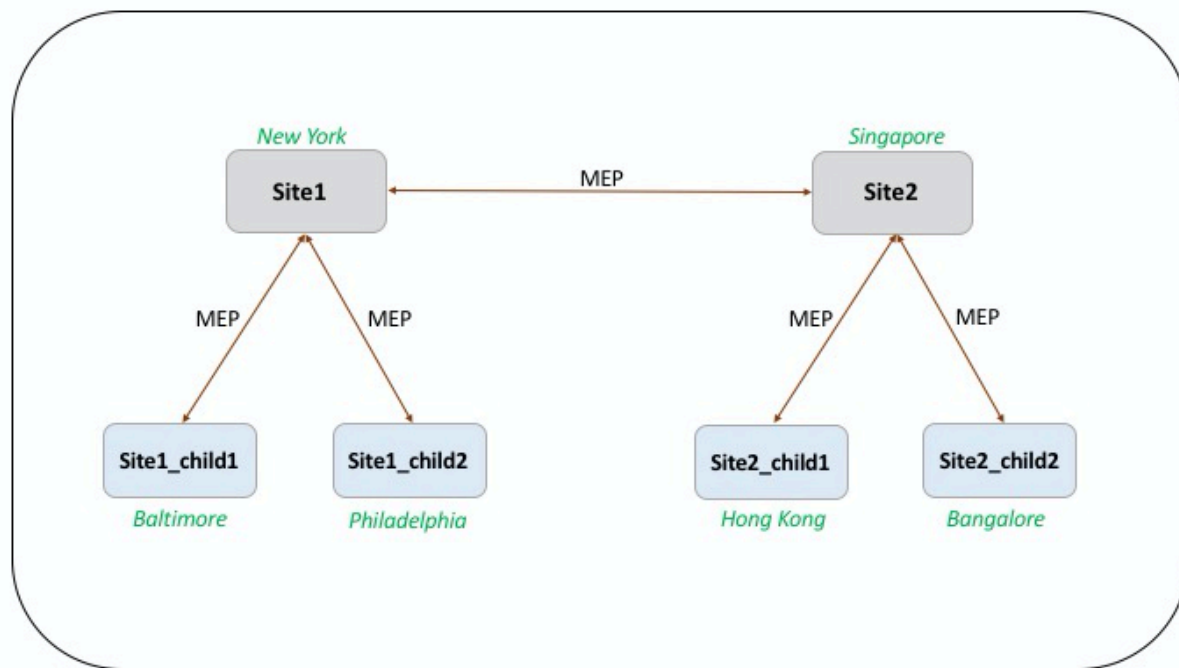 New York
Singapore
Site1
MEP
Site2
MEP
MEP
MEP
MEP
Site1_child1
Site1_child2
Site2_child1
Site2_child2
Baltimore
Philadelphia
Hong Kong
Bangalore